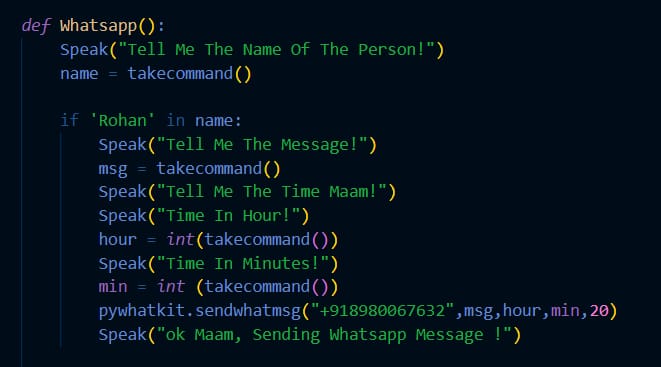 def Whatsapp():
    Speak("Tell Me The Name Of The Person!")
    name = takecommand()

    if 'Rohan' in name:
        Speak("Tell Me The Message!")
        msg = takecommand()
        Speak("Tell Me The Time Maam!")
        Speak("Time In Hour!")
        hour = int(takecommand())
        Speak("Time In Minutes!")
        min = int (takecommand())
        pywhatkit.sendwhatmsg("+918980067632",msg,hour,min,20)
        Speak("ok Maam, Sending Whatsapp Message !")